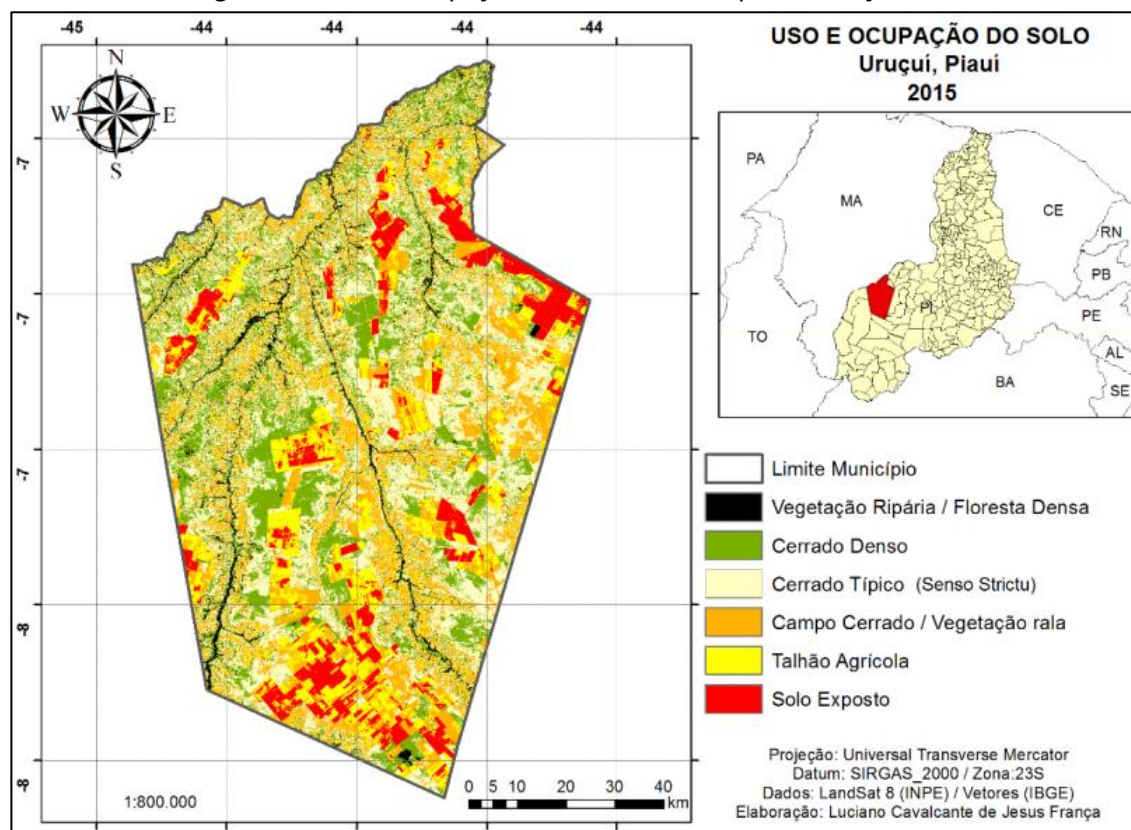 -45
-44
-44
-44
-44
N
W
E
S
-7
-7
-7
-8
-8
1:800.000
0 5 10 20 30 40
km
USO E OCUPAÇÃO DO SOLO
Uruçuí, Piauí
2015
PA
MA
CE
RN
PB
PE
AL
SE
TO
PI
BA
Limite Município
Vegetação Ripária / Floresta Densa
Cerrado Denso
Cerrado Típico (Senso Strictu)
Campo Cerrado / Vegetação rala
Talhão Agrícola
Solo Exposto
Projeção: Universal Transverse Mercator
Datum: SIRGAS_2000 / Zona:23S
Dados: LandSat 8 (INPE) / Vetores (IBGE)
Elaboração: Luciano Cavalcante de Jesus França